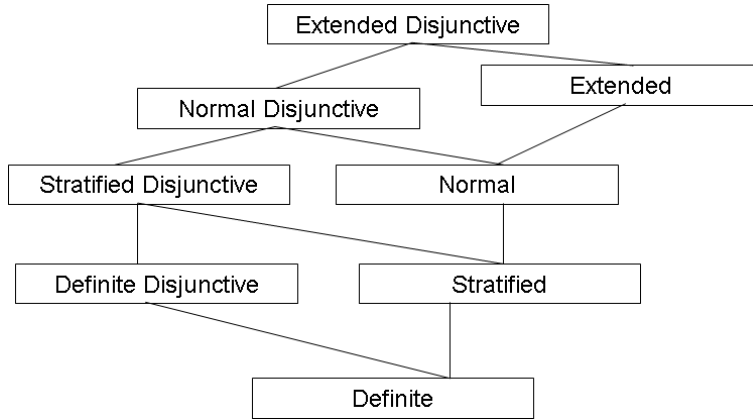 Extended Disjunctive
Extended
Normal Disjunctive
Stratified Disjunctive
Normal
Definite Disjunctive
Stratified
Definite